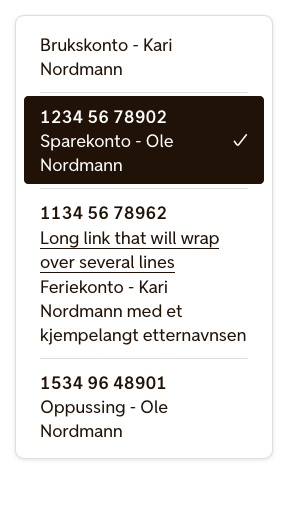 Brukskonto - Kari
Nordmann
1234 56 78902
Sparekonto - Ole
Nordmann
1134 56 78962
Long link that will wrap
over several lines
Feriekonto - Kari
Nordmann med et
kjempelangt etternavnsen
1534 96 48901
Oppussing - Ole
Nordmann